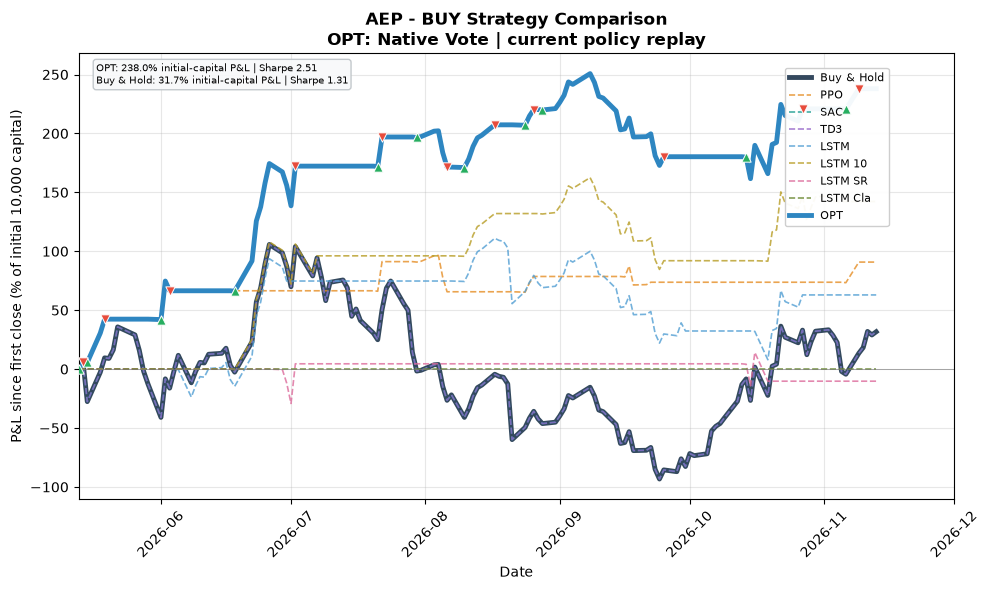 AEP - BUY Strategy Comparison
OPT: Native Vote | current policy replay
OPT: 238.0% initial-capital P&L | Sharpe 2.51
Buy & Hold: 31.7% initial-capital P&L | Sharpe 1.31
Buy & Hold
PPO
SAC
TD3
LSTM
LSTM 10
LSTM SR
LSTM Cla
OPT
P&L since first close (% of initial 10,000 capital)
250
200
150
100
50
0
−50
−100
2026-06
2026-07
2026-08
2026-09
2026-10
2026-11
2026-12
Date